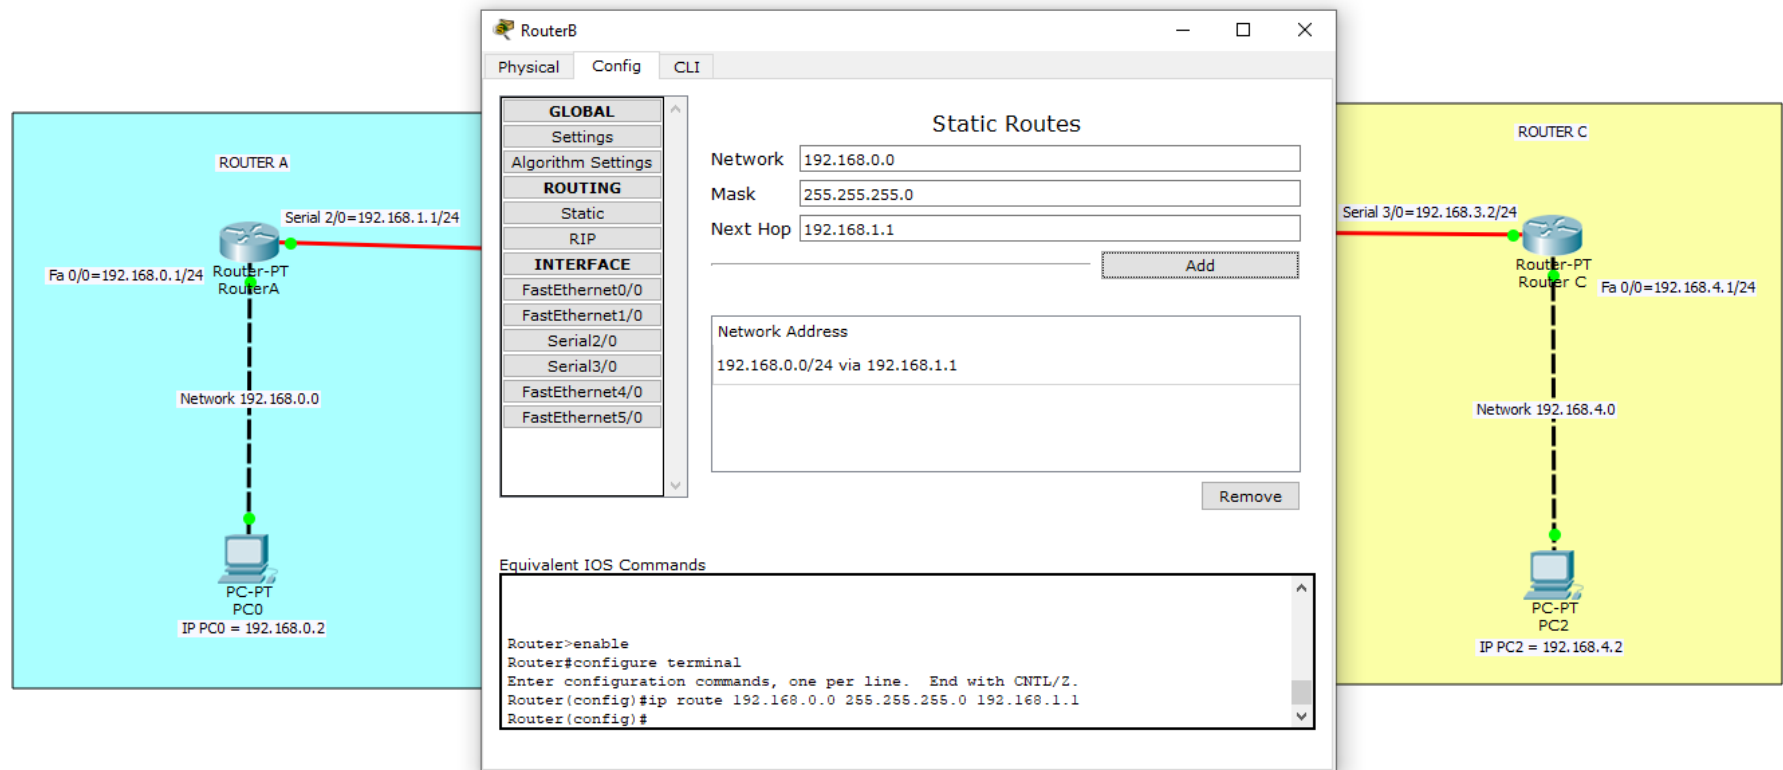 RouterB
Physical
Config
CLI
GLOBAL
Settings
Algorithm Settings
ROUTING
Static
RIP
INTERFACE
FastEthernet0/0
FastEthernet1/0
Serial2/0
Serial3/0
FastEthernet4/0
FastEthernet5/0
Static Routes
Network 192.168.0.0
Mask 255.255.255.0
Next Hop 192.168.1.1
Add
Network Address
192.168.0.0/24 via 192.168.1.1
Remove
Equivalent IOS Commands
Router>enable
Router#configure terminal
Enter configuration commands, one per line.  End with CNTL/Z.
Router(config)#ip route 192.168.0.0 255.255.255.0 192.168.1.1
Router(config)#
ROUTER A
Serial 2/0=192.168.1.1/24
Fa 0/0=192.168.0.1/24
Router-PT
RouterA
Network 192.168.0.0
PC-PT
PC0
IP PC0 = 192.168.0.2
ROUTER C
Serial 3/0=192.168.3.2/24
Router-PT
Router C
Fa 0/0=192.168.4.1/24
Network 192.168.4.0
PC-PT
PC2
IP PC2 = 192.168.4.2